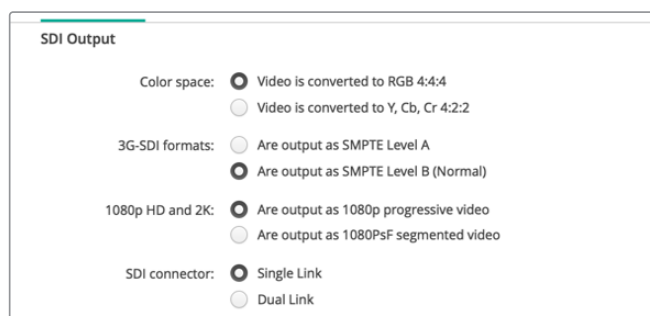 SDI Output
Color space: Video is converted to RGB 4:4:4
Video is converted to Y, Cb, Cr 4:2:2
3G-SDI formats: Are output as SMPTE Level A
Are output as SMPTE Level B (Normal)
1080p HD and 2K: Are output as 1080p progressive video
Are output as 1080PsF segmented video
SDI connector: Single Link
Dual Link